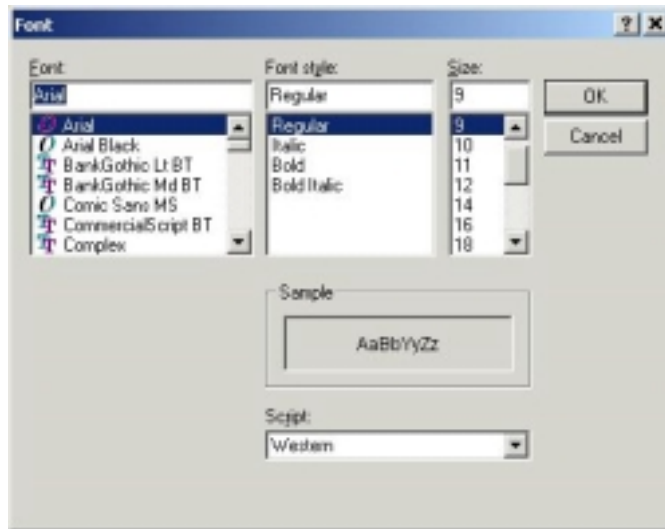 Font
Font:
Arial
Arial
Arial Black
BankGothic Lt BT
BankGothic Md BT
Comic Sans MS
CommercialScript BT
Complex
Font style:
Regular
Regular
Italic
Bold
Bold Italic
Size:
9
9
10
11
12
14
16
18
OK
Cancel
Sample
AaBbYyZz
Script:
Western